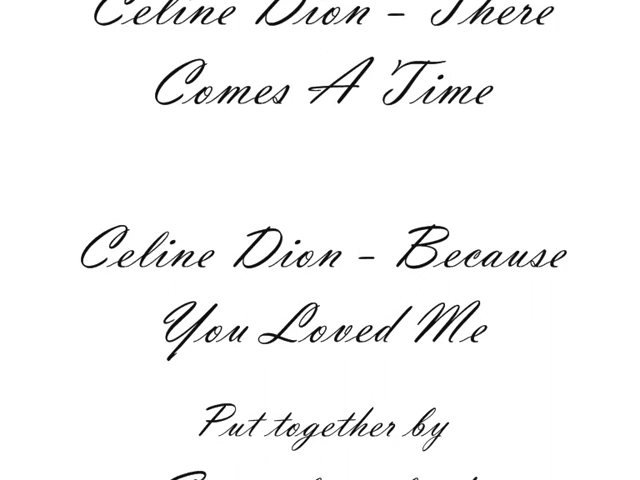 Celine Dion - There
Comes A Time
Celine Dion - Because
You Loved Me
Put together by